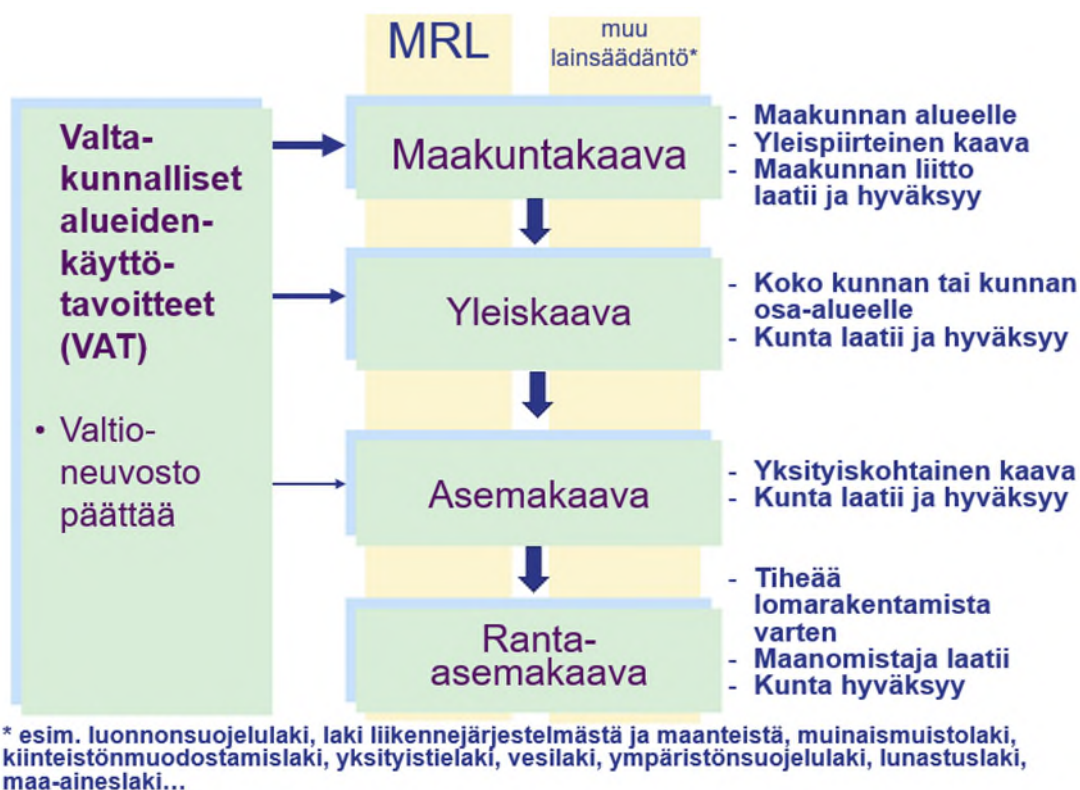 MRL
muu
lainsäädäntö*
Valta-
kunnalliset
alueiden-
käyttö-
tavoitteet
(VAT)
• Valtio-
neuvosto
päättää
Maakuntakaava
- Maakunnan alueelle
- Yleispiirteinen kaava
- Maakunnan liitto
laatii ja hyväksyy
Yleiskaava
- Koko kunnan tai kunnan
osa-alueelle
- Kunta laatii ja hyväksyy
Asemakaava
- Yksityiskohtainen kaava
- Kunta laatii ja hyväksyy
Ranta-
asemakaava
- Tiheää
lomarakentamista
varten
- Maanomistaja laatii
- Kunta hyväksyy
* esim. luonnonsuojelulaki, laki liikennejärjestelmästä ja maanteistä, muinaismuistolaki,
kiinteistönmuodostamislaki, yksityistielaki, vesilaki, ympäristönsuojelulaki, lunastuslaki,
maa-aineslaki...